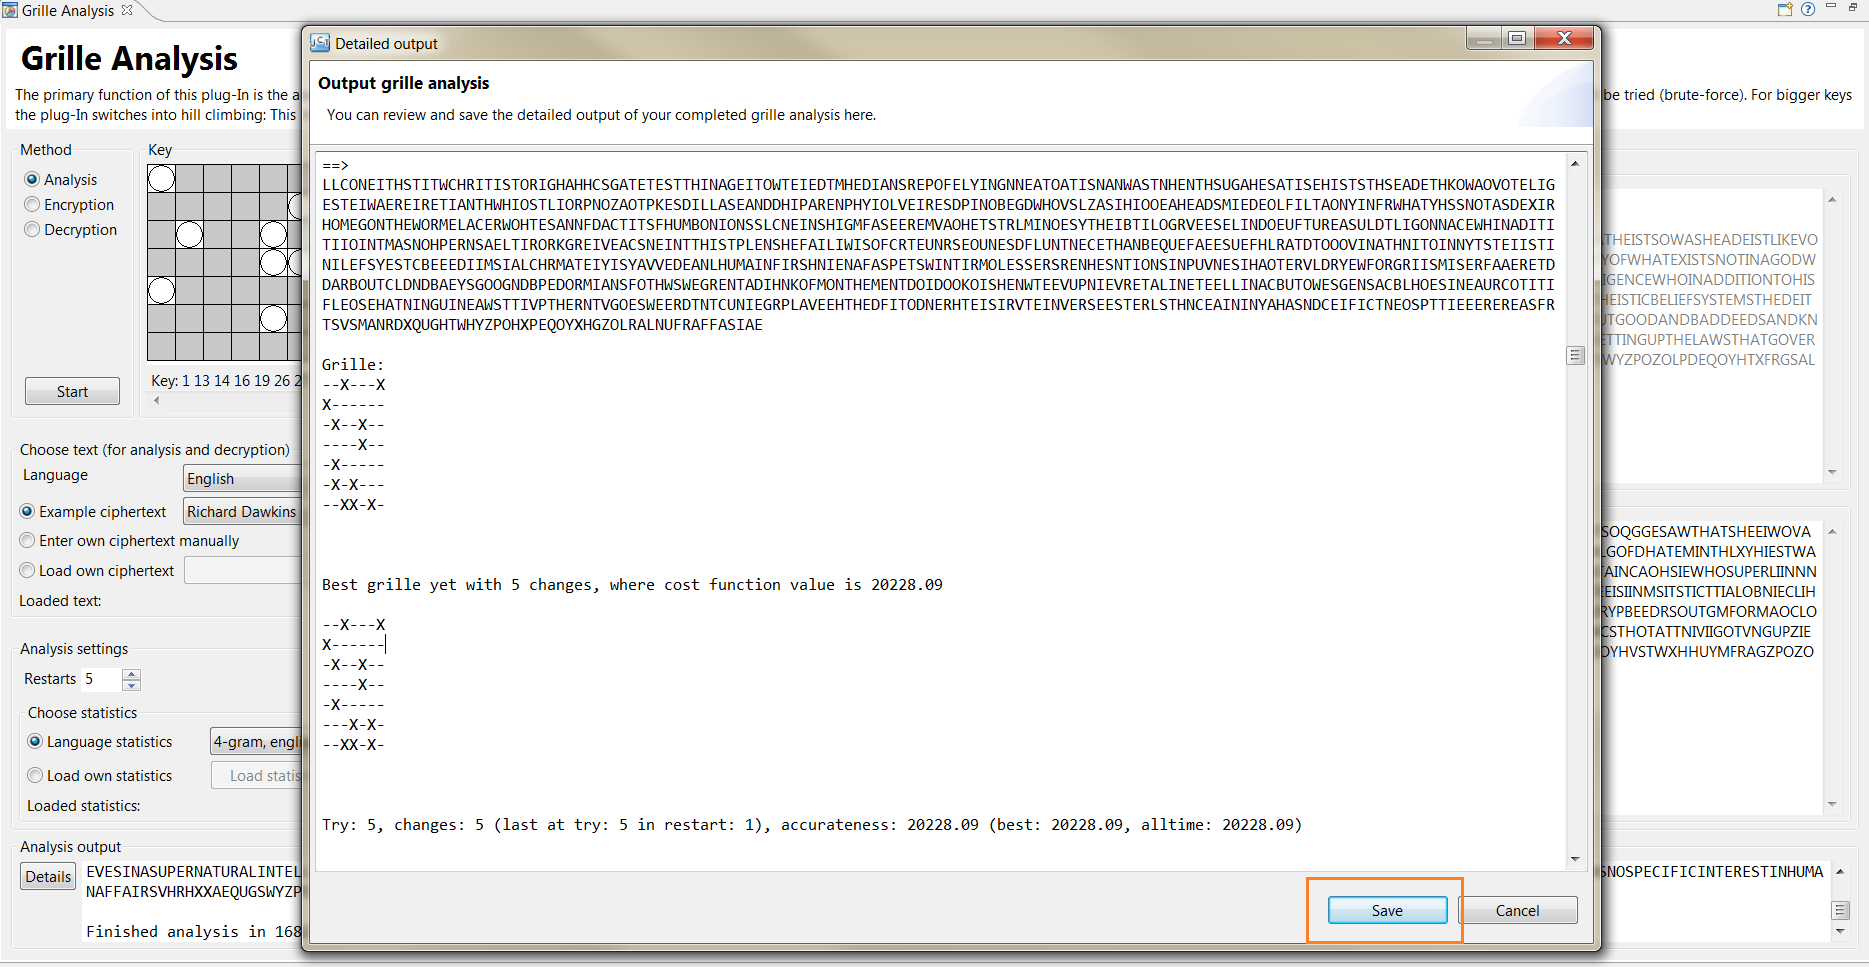 Grille Analysis
Grille Analysis
The primary function of this plug-In is the a
be tried (brute-force). For bigger keys
the plug-In switches into hill climbing: This
Method
Analysis
Encryption
Decryption
Start
Key
Key: 1 13 14 16 19 26 2
Choose text (for analysis and decryption)
Language
English
Example ciphertext
Richard Dawkins
Enter own ciphertext manually
Load own ciphertext
Loaded text:
Analysis settings
Restarts 5
Choose statistics
Language statistics
4-gram, engli
Load own statistics
Load statis
Loaded statistics:
Analysis output
Details
EVESINASUPERNATURALINTEL
NAFFAIRSVHRHXXAEQUGSWYZP
Finished analysis in 168
Detailed output
Output grille analysis
You can review and save the detailed output of your completed grille analysis here.
==>
LLCONEITHSTITWCHRITISTORIGHAHHCSGATETESTTHINAGEITOWTEIEDTMHEDIANSREPOFELYINGNNEATOATISNANWASTNHENTHSUGAHESATISEHISTSTHSEADETHKOWAOVOTELIG
ESTEIWAEREIRETIANTHWHIOSTLIORPNOZAOTPKESDILLASEANDDHIPARENPHYIOLVEIRESDPINOBEGDWHOVSLZASIHIOOEAHEADSMIEDEOLFILTAONYINFRWHATYHSSNOTASDEXIR
HOMEGONTHEWORMELACERWOHTESANNFDACTITSFHUMBONIONSSLCNEINSHIGMFASEEREMVAOHETSTRLMINOESYTHEIBTILOGRVEESELINDOEUFTUREASULDTLIGONNACEWHINADITI
TIIOINTMASNOHPERNSAELTIRORKGREIVEACSNEINTTHISTPLENSHEFAILIWISOFCRTEUNRSEOUNESDFLUNTNECETHANBEQUEFAEESUEFHLRATDTOOOVINATHNITOINNYTSTEIISTI
NILEFSYESTCBEEEDIIMSIALCHRMATEIYISYAVVEDEANLHUMAINFIRSHNIENAFASPETSWINTIRMOLESSERSRENHESNTIONSINPUVNESIHAOTERVLDRYEWFORGRIISMISERFAAERETD
DARBOUTCLDNDBAEYSGOOGNDBPEDORMIANSFOTHWSWEGRENTADIHNKOFMONTHEMENTDOIDOOKOISHENWTEEVUPNIEVRETALINETEELLINACBUTOWESGENSACBLHOESINEAURCOTITI
FLEOSEHATNINGUINEAWSTTIVPTHERNTVGOESWEERDTNTCUNIEGRPLAVEEHTHEDFITODNERHTEISIRVTEINVERSEESTERLSTHNCEAININYAHASNDCEIFICTNEOSPTTIEEEREREASFR
TSVSMANRDXQUGHTWHYZPOHXPEQOYXHGZOLRALNUFRAFFASIAE
Grille:
--X---X
X------
-X--X--
----X--
-X-----
-X-X---
--XX-X-
Best grille yet with 5 changes, where cost function value is 20228.09
--X---X
X------
-X--X--
----X--
-X-----
---X-X-
--XX-X-
Try: 5, changes: 5 (last at try: 5 in restart: 1), accurateness: 20228.09 (best: 20228.09, alltime: 20228.09)
Save
Cancel
THEISTSOWASHEADEISTLIKEVO
YOFWHATEXISTSNOTINAGODW
IGENCEWHOINADDITIONTOHIS
HEISTICBELIEFSYSTEMSTHEDEIT
UTGOODANDBADDEEDSANDKN
ETTINGUPTHELAWSTHATGOVER
WYZPOZOLPDEQOYHTXFRGSAL
SOQGGESAWTHATSHEEIWOVA
GOFDHATEMINTHLXYHIESTWA
AINCAOHSIEWHOSUPERLIINNN
EISIINMSITSTICTTIALOBNIECLIH
RYPBEEDRSOUTGMFORMAOCLO
CSTHOTATTNIVIIGOTVNGUPZIE
OYHVSTWXHHUYMFRAGZPOZO
SNOSPECIFICINTERESTINHUMA